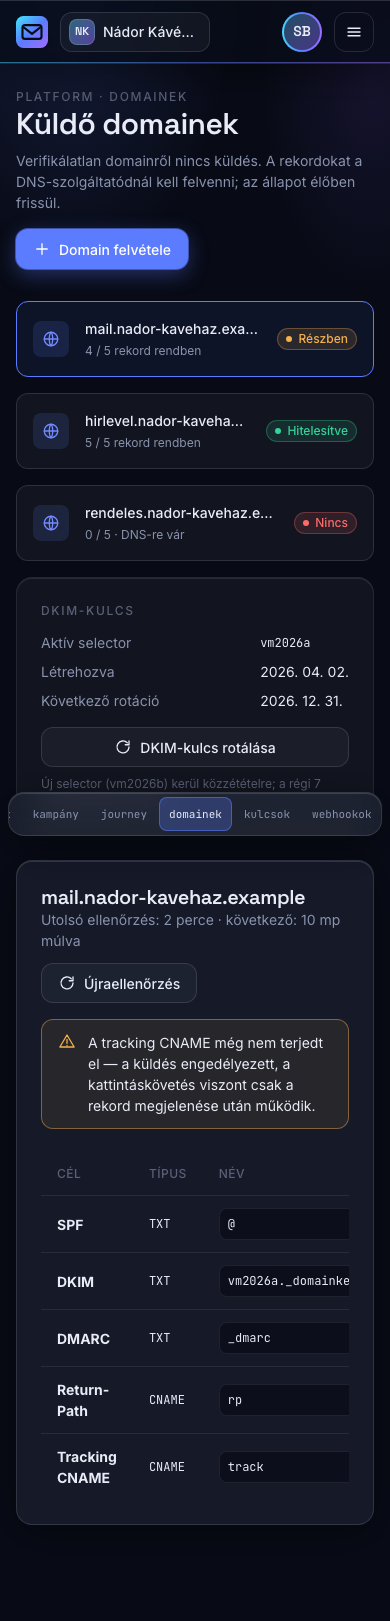 NK Nádor Kávé...
SB
PLATFORM · DOMAINEK
Küldő domainek
Verifikálatlan domainről nincs küldés. A rekordokat a
DNS-szolgáltatódnál kell felvenni; az állapot élőben
frissül.
Domain felvétele
mail.nador-kavehaz.exa...
4 / 5 rekord rendben
Részben
hirlevel.nador-kaveha...
5 / 5 rekord rendben
Hitelesítve
rendeles.nador-kavehaz.e...
0 / 5 · DNS-re vár
Nincs
DKIM-KULCS
Aktív selector vm2026a
Létrehozva 2026. 04. 02.
Következő rotáció 2026. 12. 31.
DKIM-kulcs rotálása
Új selector (vm2026b) kerül közzétételre; a régi 7
kampány journey domainek kulcsok webhookok
mail.nador-kavehaz.example
Utolsó ellenőrzés: 2 perce · következő: 10 mp
múlva
Újraellenőrzés
A tracking CNAME még nem terjedt
el — a küldés engedélyezett, a
kattintáskövetés viszont csak a
rekord megjelenése után működik.
CÉL TÍPUS NÉV
SPF TXT @
DKIM TXT vm2026a._domainke
DMARC TXT _dmarc
Return-
Path CNAME rp
Tracking
CNAME CNAME track